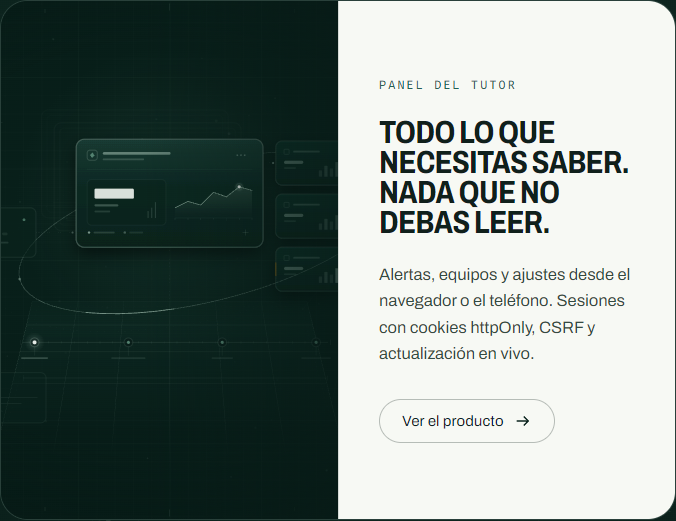 PANEL DEL TUTOR
TODO LO QUE
NECESITAS SABER.
NADA QUE NO
DEBAS LEER.
Alertas, equipos y ajustes desde el
navegador o el teléfono. Sesiones
con cookies httpOnly, CSRF y
actualización en vivo.
Ver el producto